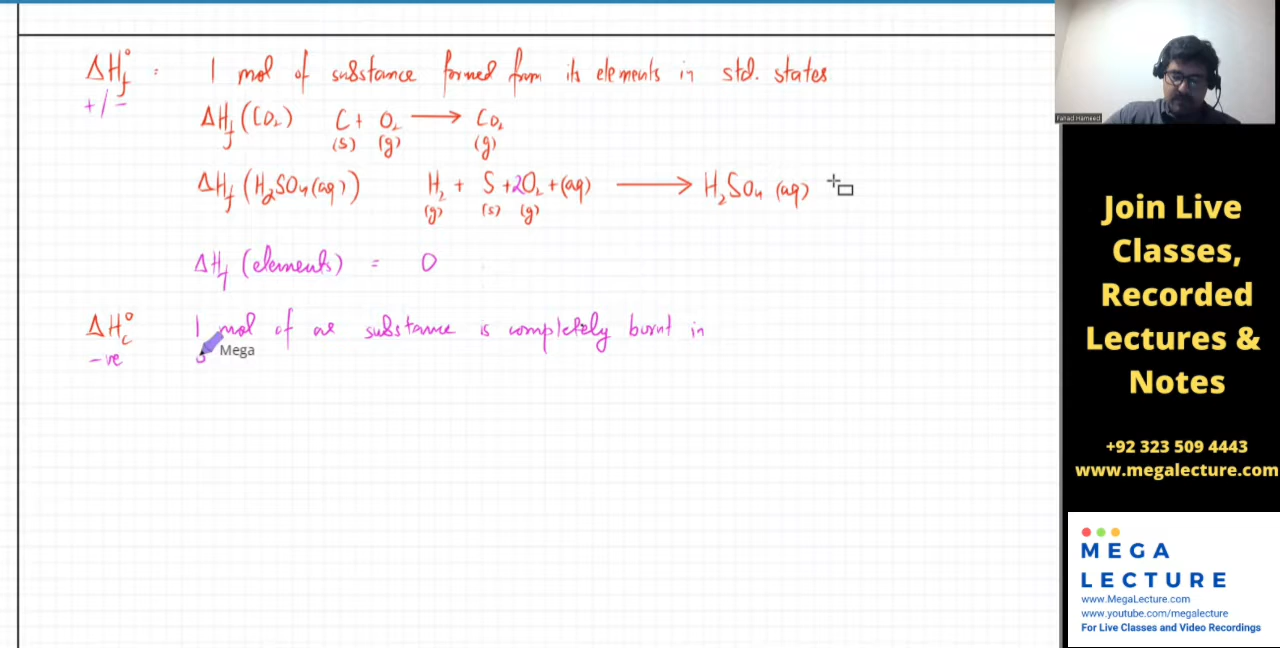 ΔHf° = 1 mol of substance formed from its elements in std. states
+/-
ΔHf (CO₂) C + O₂ ⟶ CO₂
(s) (g) (g)
ΔHf (H₂SO₄ (aq)) H₂ + S + 2O₂ + (aq) ⟶ H₂SO₄ (aq)
(g) (s) (g)
ΔHf (elements) = 0
ΔHc° 1 mol of a substance is completely burnt in
-ve
Mega
Fahad Hameed
Join Live
Classes,
Recorded
Lectures &
Notes
+92 323 509 4443
www.megalecture.com
MEGA
LECTURE
www.MegaLecture.com
www.youtube.com/megalecture
For Live Classes and Video Recordings